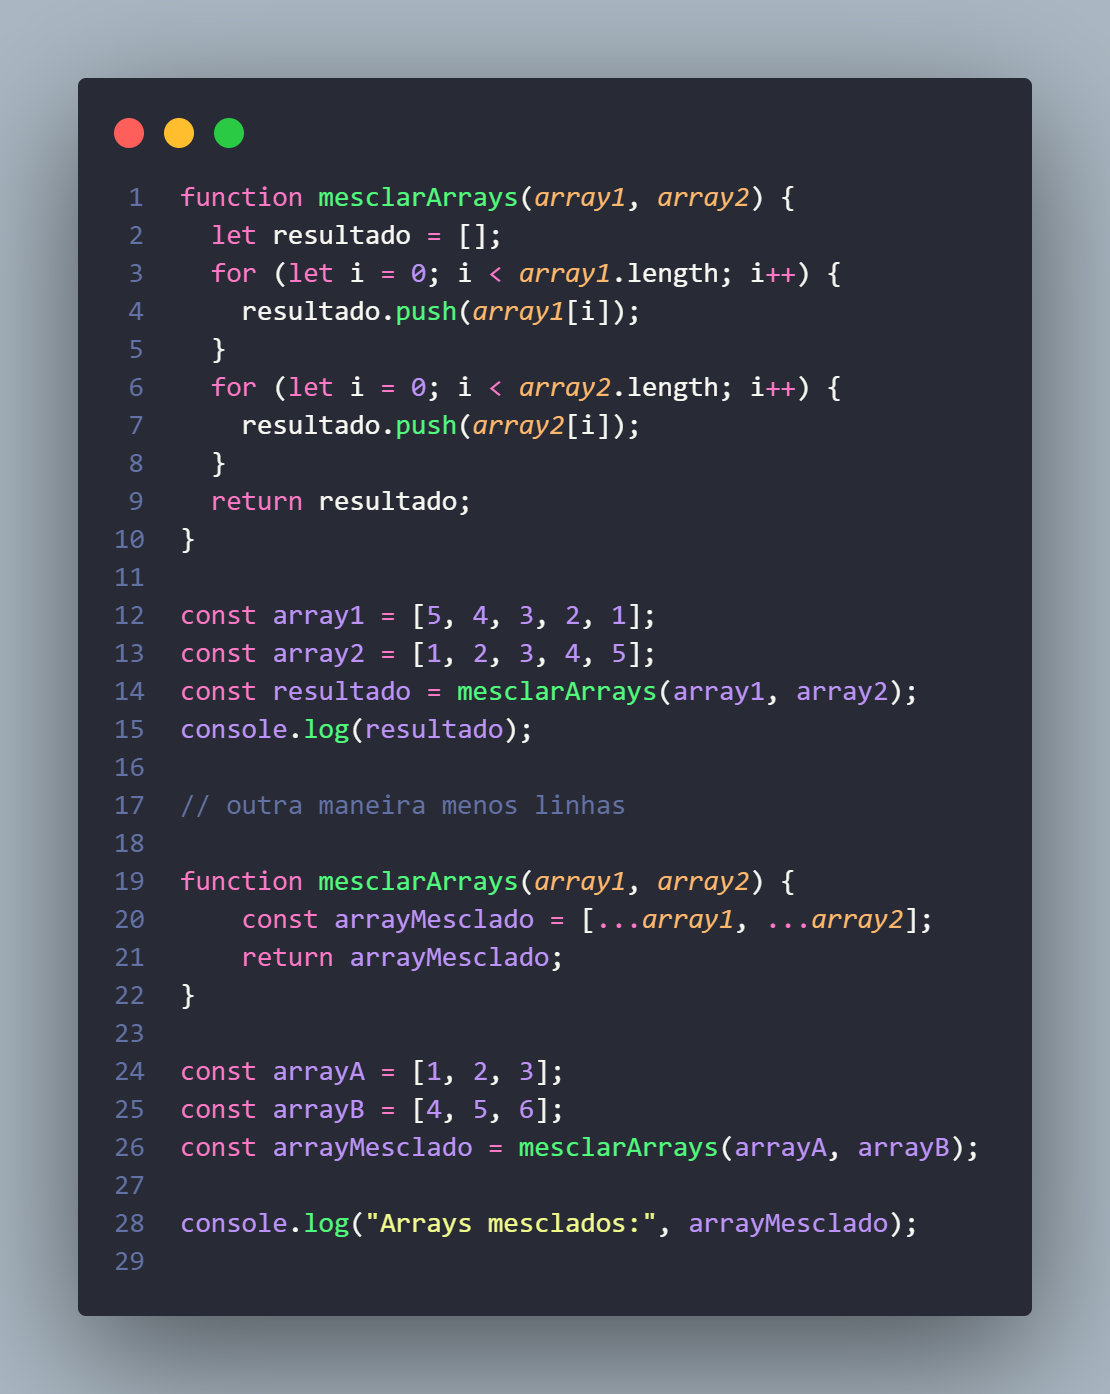 1 function mesclarArrays(array1, array2) {
2   let resultado = [];
3   for (let i = 0; i < array1.length; i++) {
4     resultado.push(array1[i]);
5   }
6   for (let i = 0; i < array2.length; i++) {
7     resultado.push(array2[i]);
8   }
9   return resultado;
10 }
11
12 const array1 = [5, 4, 3, 2, 1];
13 const array2 = [1, 2, 3, 4, 5];
14 const resultado = mesclarArrays(array1, array2);
15 console.log(resultado);
16
17 // outra maneira menos linhas
18
19 function mesclarArrays(array1, array2) {
20     const arrayMesclado = [...array1, ...array2];
21     return arrayMesclado;
22 }
23
24 const arrayA = [1, 2, 3];
25 const arrayB = [4, 5, 6];
26 const arrayMesclado = mesclarArrays(arrayA, arrayB);
27
28 console.log("Arrays mesclados:", arrayMesclado);
29